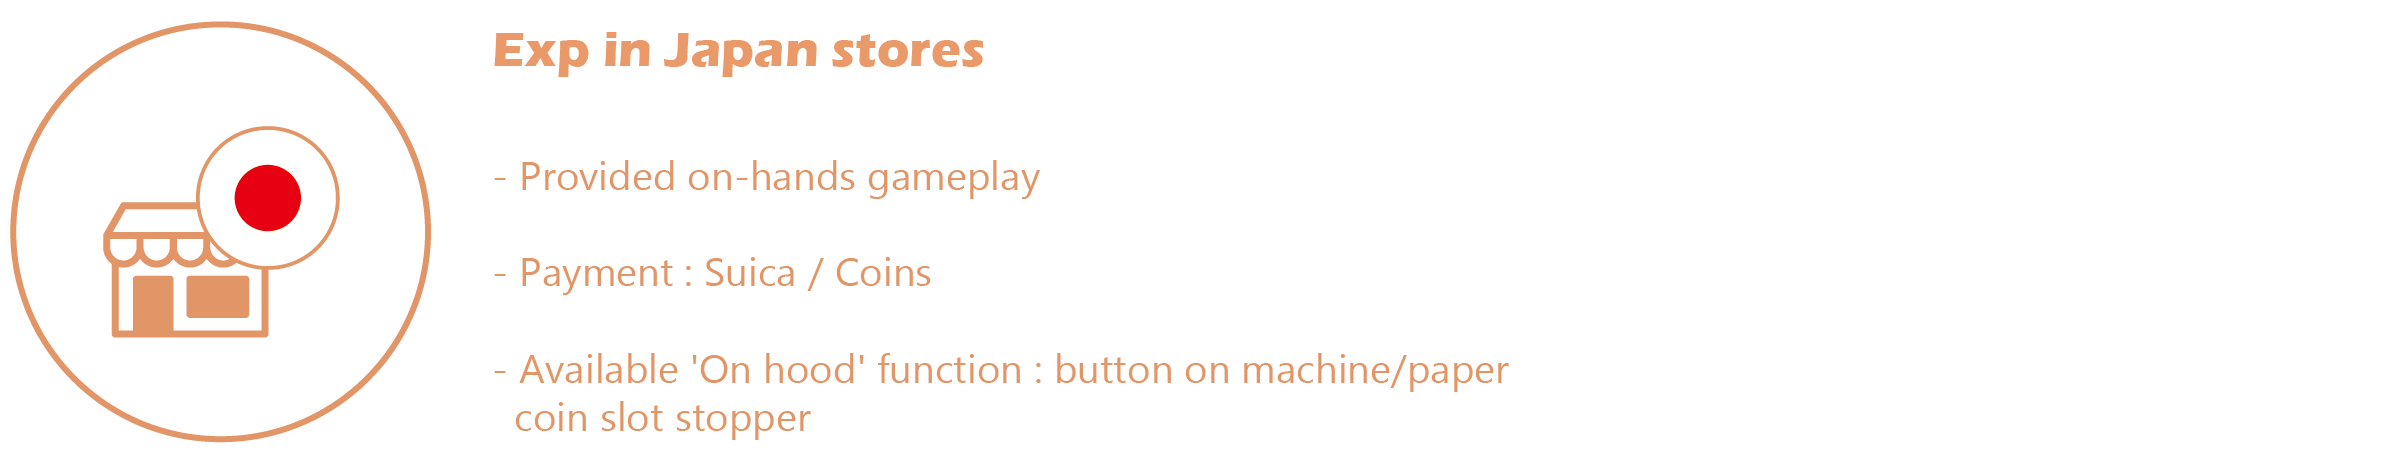 Exp in Japan stores
- Provided on-hands gameplay
- Payment : Suica / Coins
- Available 'On hood' function : button on machine/paper
coin slot stopper